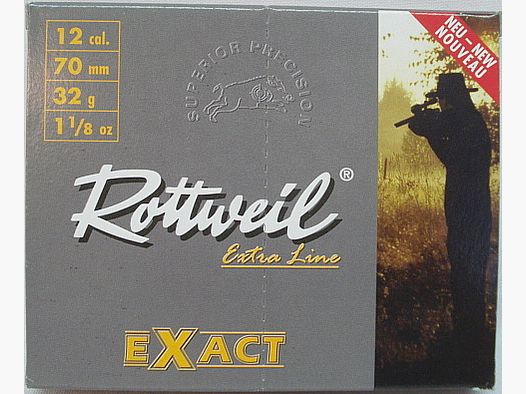 12 cal.
70 mm
32 g
1 1/8 oz
SUPERIOR PRECISION
NEU – NEW
NOUVEAU
Rottweil®
Extra Line
EXACT